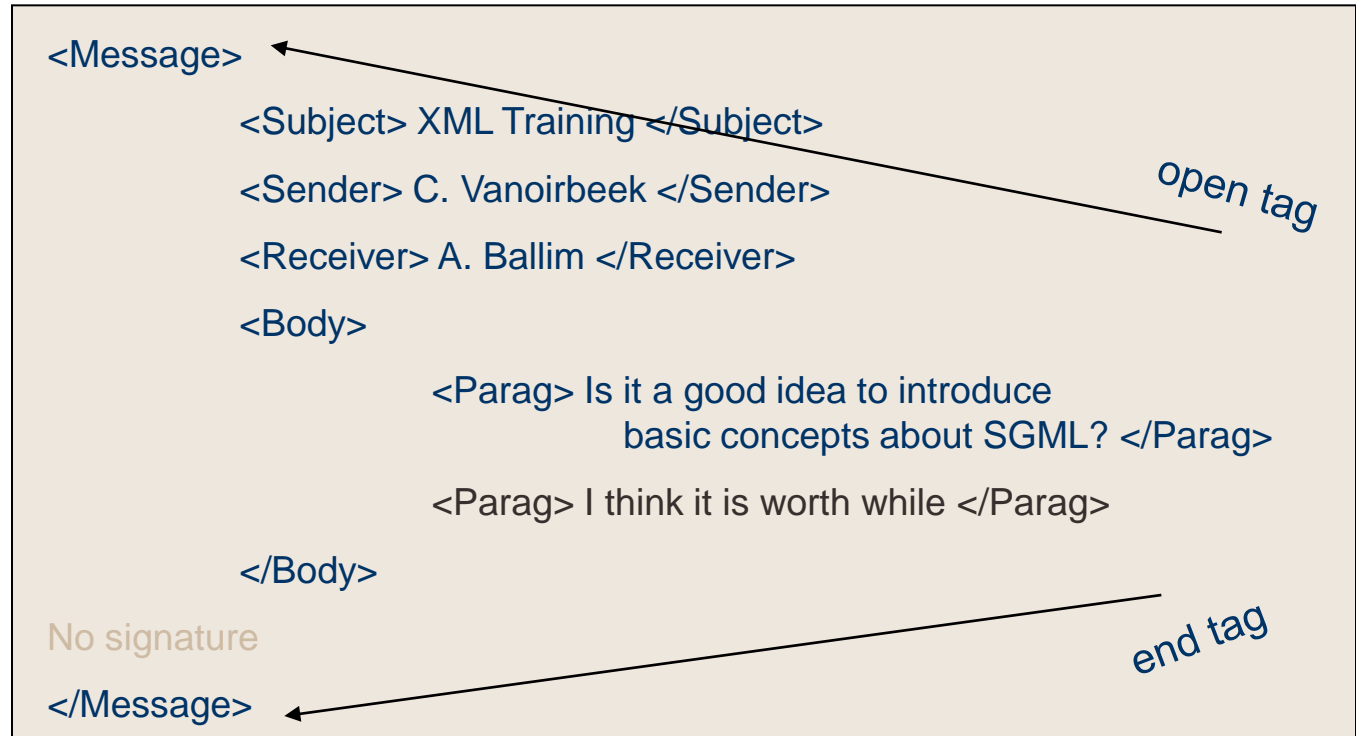 <Message>
<Subject> XML Training </Subject>
<Sender> C. Vanoirbeek </Sender>
open tag
<Receiver> A. Ballim </Receiver>
<Body>
<Parag> Is it a good idea to introduce
basic concepts about SGML? </Parag>
<Parag> I think it is worth while </Parag>
</Body>
No signature
end tag
</Message>